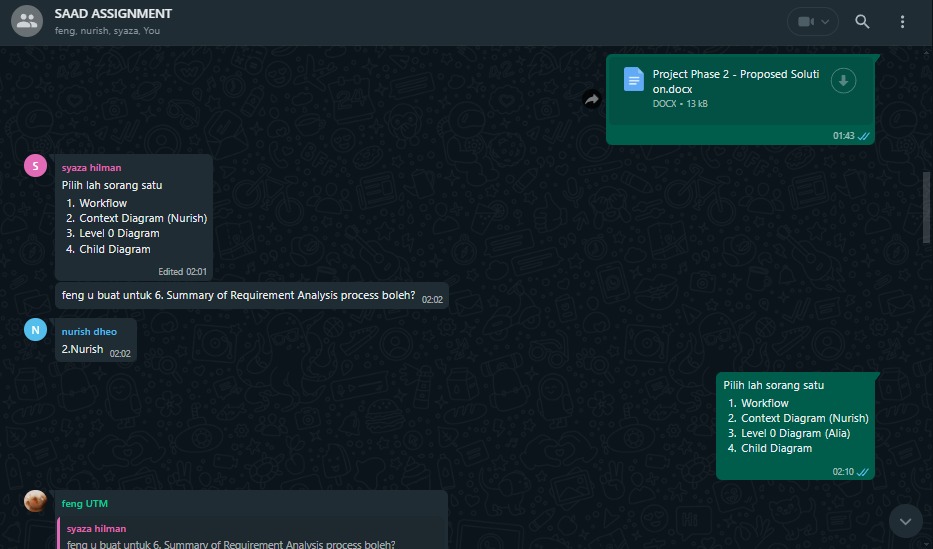 SAAD ASSIGNMENT
feng, nurish, syaza, You
Project Phase 2 - Proposed Soluti
on.docx
DOCX • 13 kB
01:43
S
syaza hilman
Pilih lah sorang satu
1. Workflow
2. Context Diagram (Nurish)
3. Level 0 Diagram
4. Child Diagram
Edited 02:01
feng u buat untuk 6. Summary of Requirement Analysis process boleh? 02:02
N
nurish dheo
2.Nurish 02:02
Pilih lah sorang satu
1. Workflow
2. Context Diagram (Nurish)
3. Level 0 Diagram (Alia)
4. Child Diagram
02:10
feng UTM
syaza hilman
feng u buat untuk 6. Summary of Requirement Analysis process boleh?